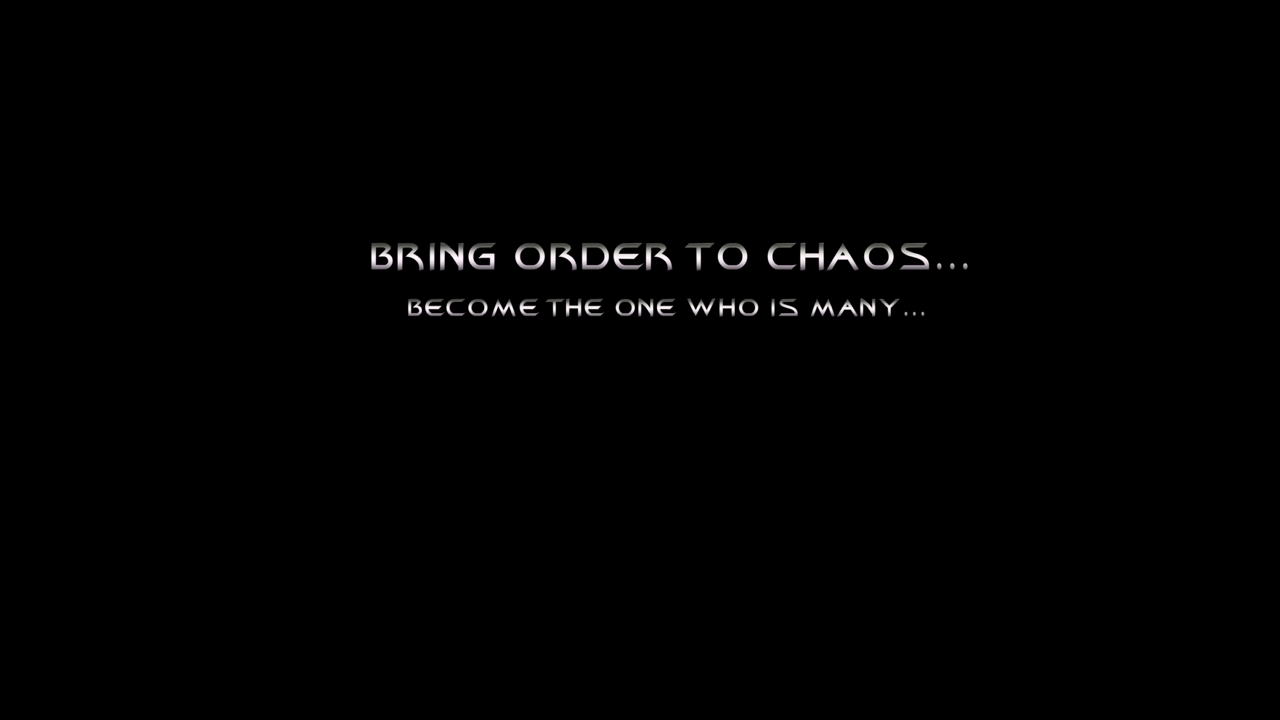 BRING ORDER TO CHAOS...
BECOME THE ONE WHO IS MANY...